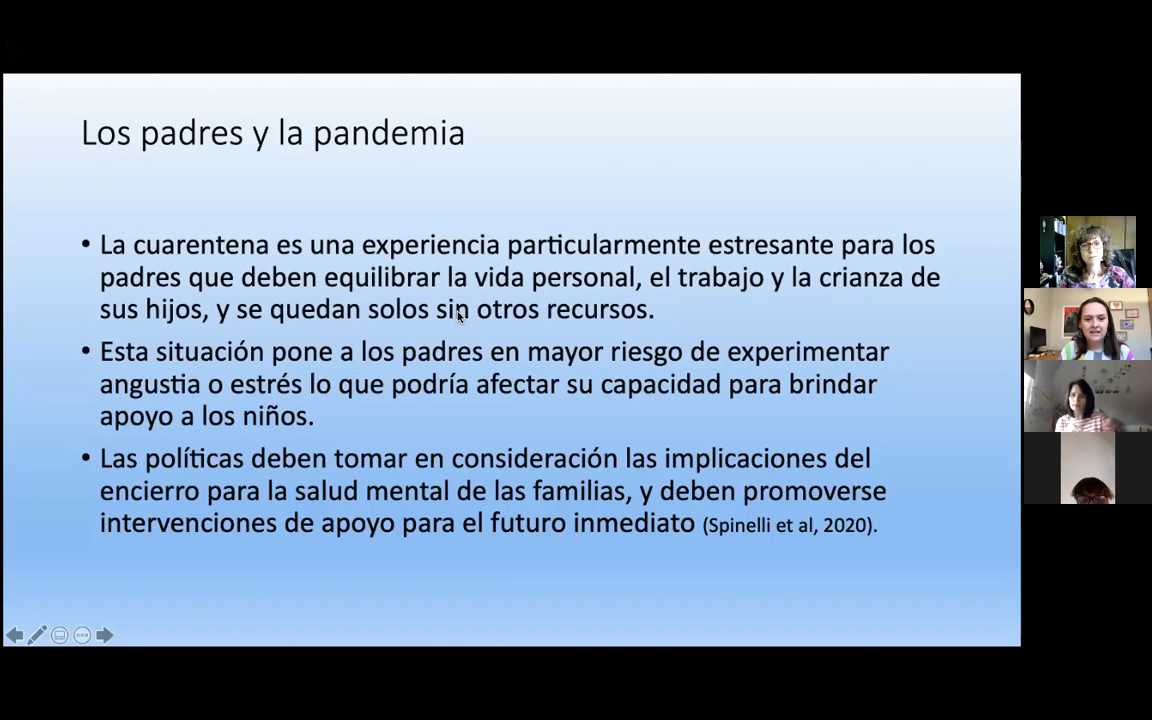 Los padres y la pandemia
• La cuarentena es una experiencia particularmente estresante para los
padres que deben equilibrar la vida personal, el trabajo y la crianza de
sus hijos, y se quedan solos sin otros recursos.
• Esta situación pone a los padres en mayor riesgo de experimentar
angustia o estrés lo que podría afectar su capacidad para brindar
apoyo a los niños.
• Las políticas deben tomar en consideración las implicaciones del
encierro para la salud mental de las familias, y deben promoverse
intervenciones de apoyo para el futuro inmediato (Spinelli et al, 2020).